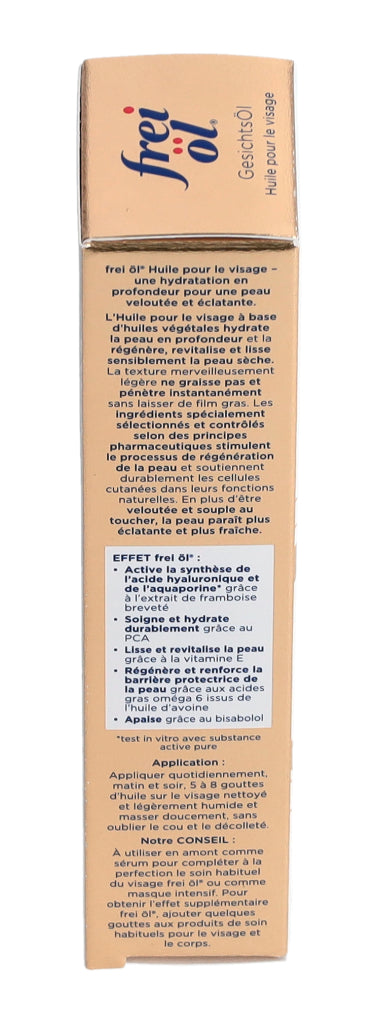 frei
öl®
GesichtsÖl
Huile pour le visage
frei öl® Huile pour le visage –
une hydratation en
profondeur pour une peau
veloutée et éclatante.
L'Huile pour le visage à base
d'huiles végétales hydrate
la peau en profondeur et la
régénère, revitalise et lisse
sensiblement la peau sèche.
La texture merveilleusement
légère ne graisse pas et
pénètre instantanément
sans laisser de film gras. Les
ingrédients spécialement
sélectionnés et contrôlés
selon des principes
pharmaceutiques stimulent
le processus de régénération
de la peau et soutiennent
durablement les cellules
cutanées dans leurs fonctions
naturelles. En plus d'être
veloutée et souple au
toucher, la peau paraît plus
éclatante et plus fraîche.
EFFET frei öl® :
• Active la synthèse de
l'acide hyaluronique et
de l'aquaporine* grâce
à l'extrait de framboise
breveté
• Soigne et hydrate
durablement grâce au
PCA
• Lisse et revitalise la peau
grâce à la vitamine E
• Régénère et renforce la
barrière protectrice de
la peau grâce aux acides
gras oméga 6 issus de
l'huile d'avoine
• Apaise grâce au bisabolol
*test in vitro avec substance
active pure
Application :
Appliquer quotidiennement,
matin et soir, 5 à 8 gouttes
d'huile sur le visage nettoyé
et légèrement humide et
masser doucement, sans
oublier le cou et le décolleté.
Notre CONSEIL :
À utiliser en amont comme
sérum pour compléter à la
perfection le soin habituel
du visage frei öl® ou comme
masque intensif. Pour
obtenir l'effet supplémentaire
frei öl®, ajouter quelques
gouttes aux produits de soin
habituels pour le visage et
le corps.